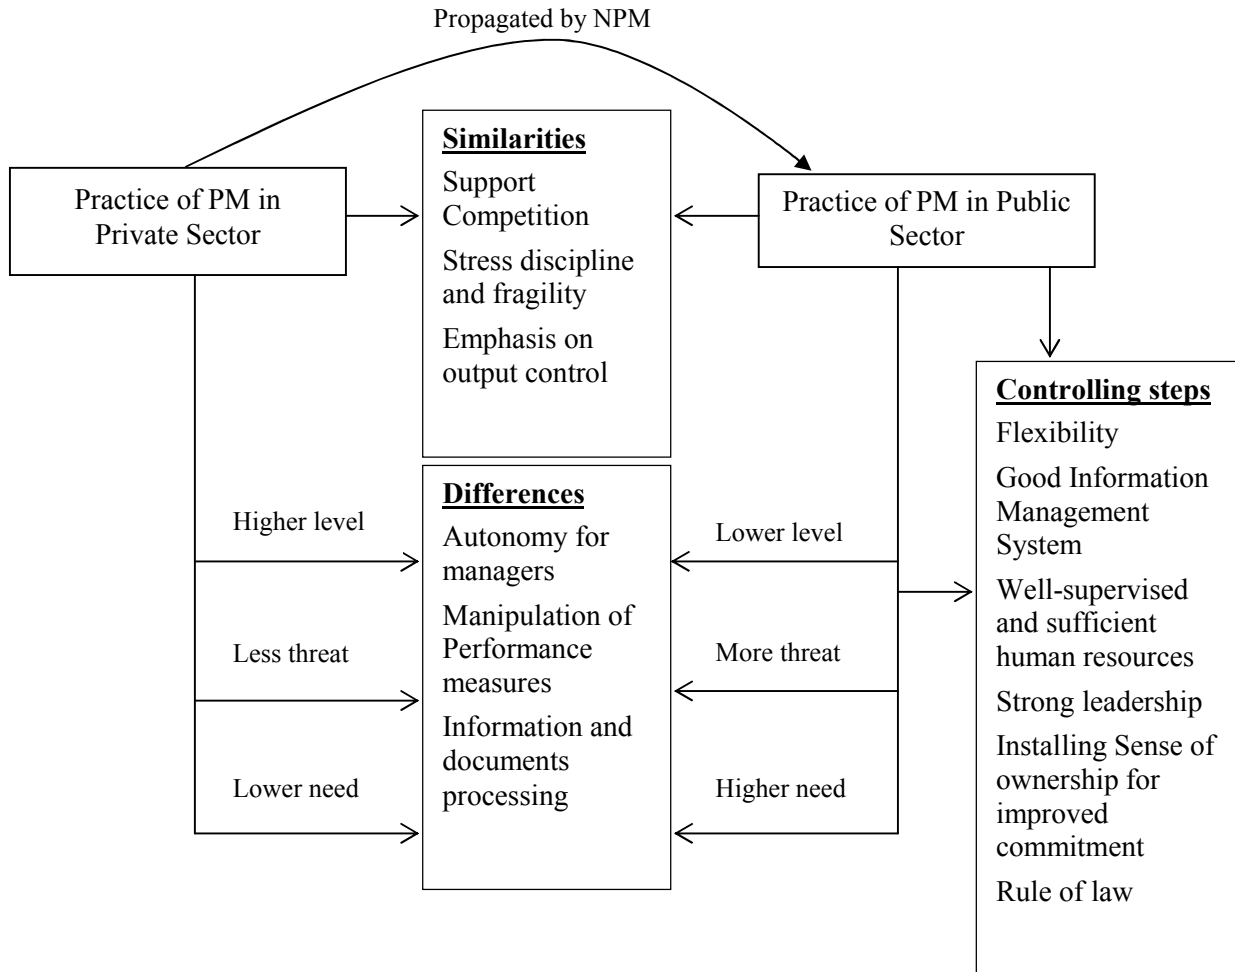 Propagated by NPM
Practice of PM in
Private Sector
Similarities
Support
Competition
Stress discipline
and fragility
Emphasis on
output control
Practice of PM in Public
Sector
Differences
Autonomy for
managers
Manipulation of
Performance
measures
Information and
documents
processing
Higher level
Less threat
Lower need
Lower level
More threat
Higher need
Controlling steps
Flexibility
Good Information
Management
System
Well-supervised
and sufficient
human resources
Strong leadership
Installing Sense of
ownership for
improved
commitment
Rule of law